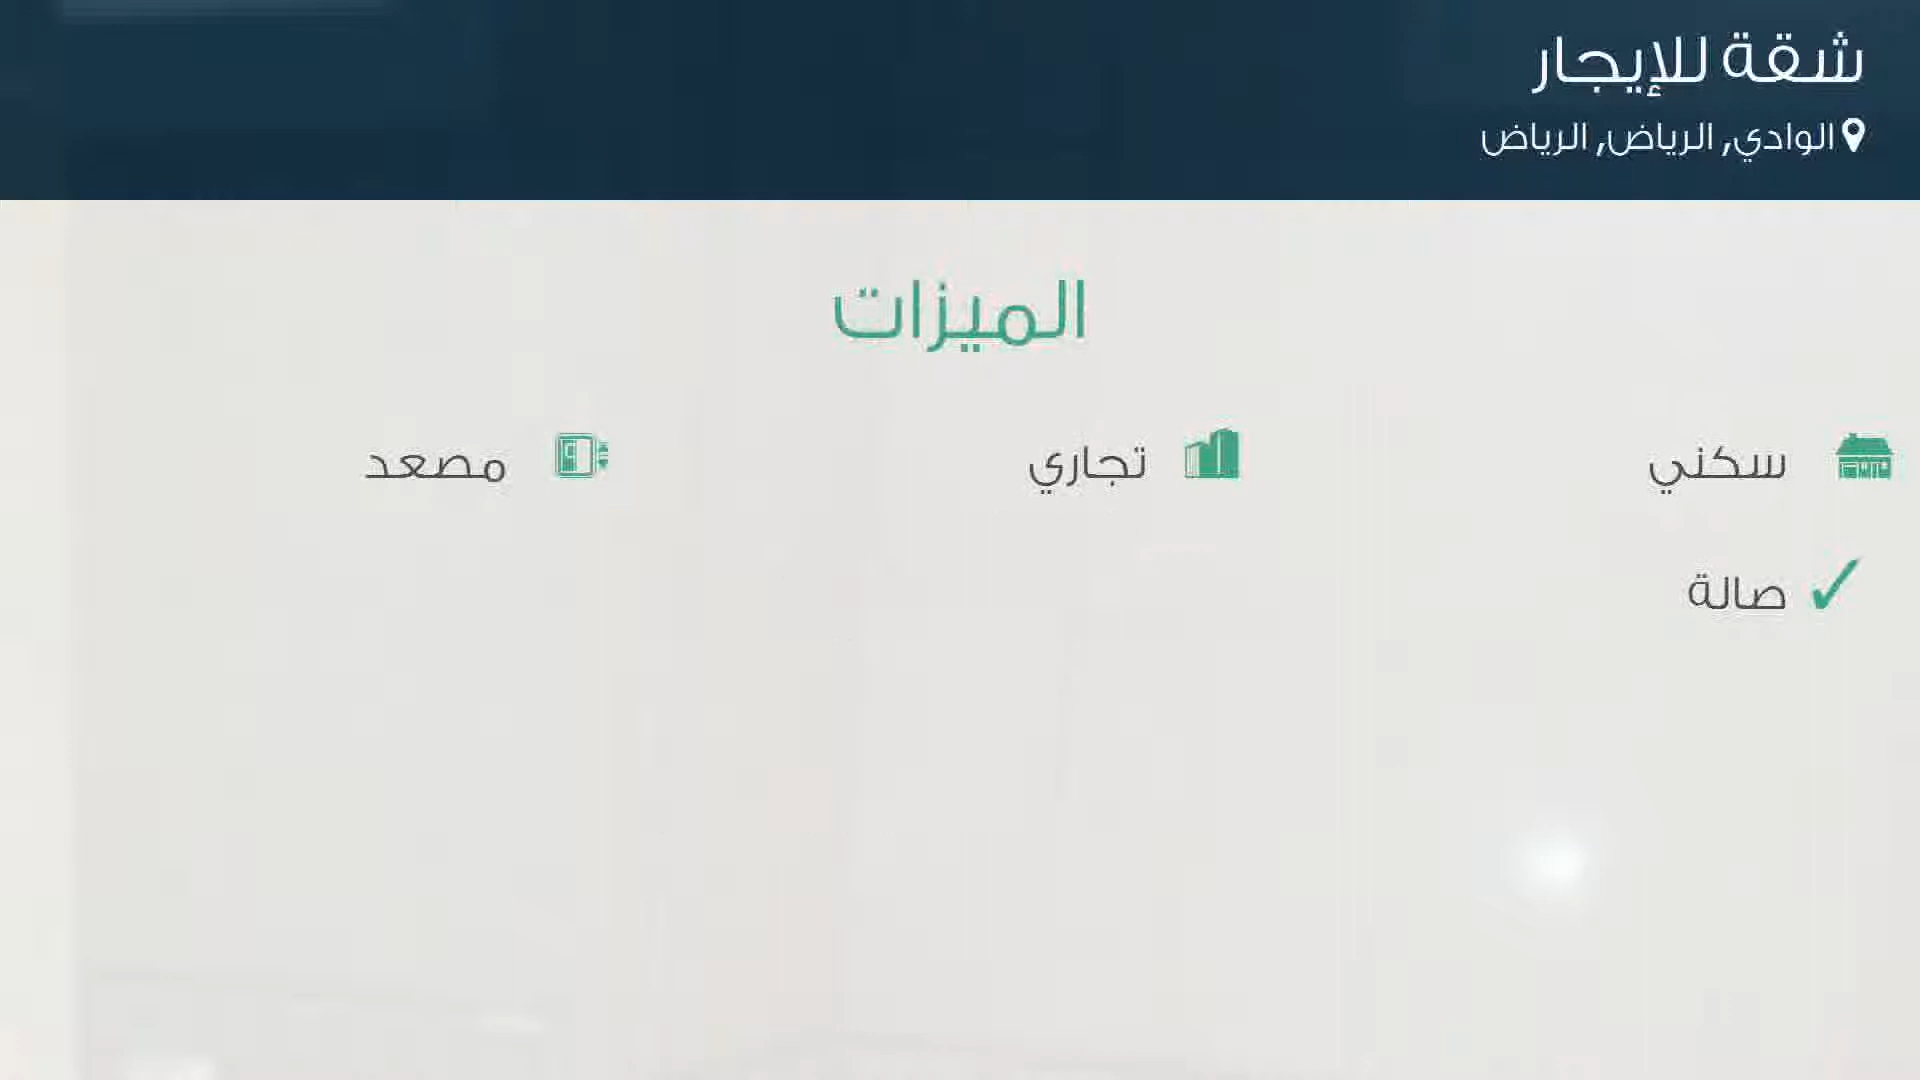 شقة للإيجار
الوادي, الرياض, الرياض
الميزات
سكني
تجاري
مصعد
صالة